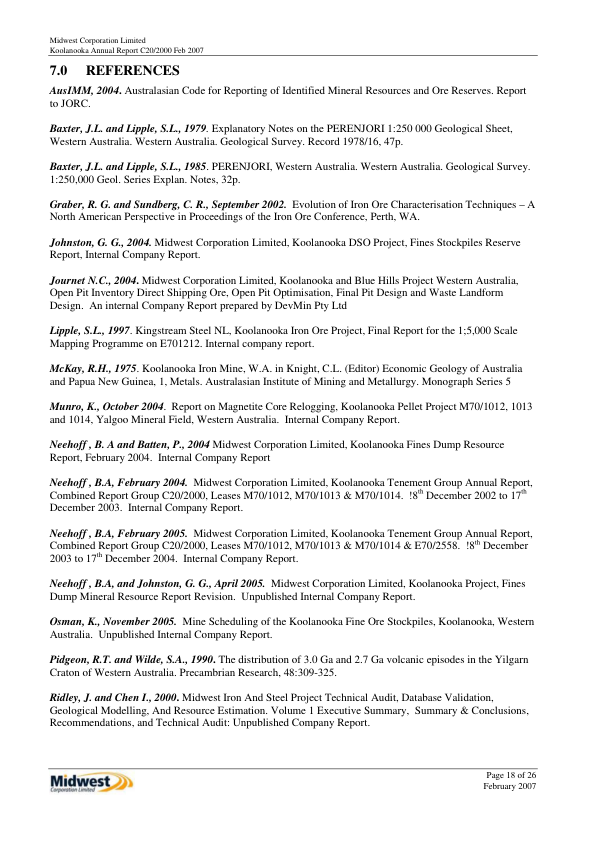 Midwest Corporation Limited
Koolanooka Annual Report C20/2000 Feb 2007
7.0 REFERENCES
AusIMM, 2004. Australasian Code for Reporting of Identified Mineral Resources and Ore Reserves. Report
to JORC.
Baxter, J.L. and Lipple, S.L., 1979. Explanatory Notes on the PERENJORI 1:250 000 Geological Sheet,
Western Australia. Western Australia. Geological Survey. Record 1978/16, 47p.
Baxter, J.L. and Lipple, S.L., 1985. PERENJORI, Western Australia. Western Australia. Geological Survey.
1:250,000 Geol. Series Explan. Notes, 32p.
Graber, R. G. and Sundberg, C. R., September 2002. Evolution of Iron Ore Characterisation Techniques – A
North American Perspective in Proceedings of the Iron Ore Conference, Perth, WA.
Johnston, G. G., 2004. Midwest Corporation Limited, Koolanooka DSO Project, Fines Stockpiles Reserve
Report, Internal Company Report.
Journet N.C., 2004. Midwest Corporation Limited, Koolanooka and Blue Hills Project Western Australia,
Open Pit Inventory Direct Shipping Ore, Open Pit Optimisation, Final Pit Design and Waste Landform
Design. An internal Company Report prepared by DevMin Pty Ltd
Lipple, S.L., 1997. Kingstream Steel NL, Koolanooka Iron Ore Project, Final Report for the 1;5,000 Scale
Mapping Programme on E701212. Internal company report.
McKay, R.H., 1975. Koolanooka Iron Mine, W.A. in Knight, C.L. (Editor) Economic Geology of Australia
and Papua New Guinea, 1, Metals. Australasian Institute of Mining and Metallurgy. Monograph Series 5
Munro, K., October 2004. Report on Magnetite Core Relogging, Koolanooka Pellet Project M70/1012, 1013
and 1014, Yalgoo Mineral Field, Western Australia. Internal Company Report.
Neehoff , B. A and Batten, P., 2004 Midwest Corporation Limited, Koolanooka Fines Dump Resource
Report, February 2004. Internal Company Report
Neehoff , B.A, February 2004. Midwest Corporation Limited, Koolanooka Tenement Group Annual Report,
Combined Report Group C20/2000, Leases M70/1012, M70/1013 & M70/1014. !8th December 2002 to 17th
December 2003. Internal Company Report.
Neehoff , B.A, February 2005. Midwest Corporation Limited, Koolanooka Tenement Group Annual Report,
Combined Report Group C20/2000, Leases M70/1012, M70/1013 & M70/1014 & E70/2558. !8th December
2003 to 17th December 2004. Internal Company Report.
Neehoff , B.A, and Johnston, G. G., April 2005. Midwest Corporation Limited, Koolanooka Project, Fines
Dump Mineral Resource Report Revision. Unpublished Internal Company Report.
Osman, K., November 2005. Mine Scheduling of the Koolanooka Fine Ore Stockpiles, Koolanooka, Western
Australia. Unpublished Internal Company Report.
Pidgeon, R.T. and Wilde, S.A., 1990. The distribution of 3.0 Ga and 2.7 Ga volcanic episodes in the Yilgarn
Craton of Western Australia. Precambrian Research, 48:309-325.
Ridley, J. and Chen I., 2000. Midwest Iron And Steel Project Technical Audit, Database Validation,
Geological Modelling, And Resource Estimation. Volume 1 Executive Summary, Summary & Conclusions,
Recommendations, and Technical Audit: Unpublished Company Report.
Midwest
Corporation Limited
Page 18 of 26
February 2007